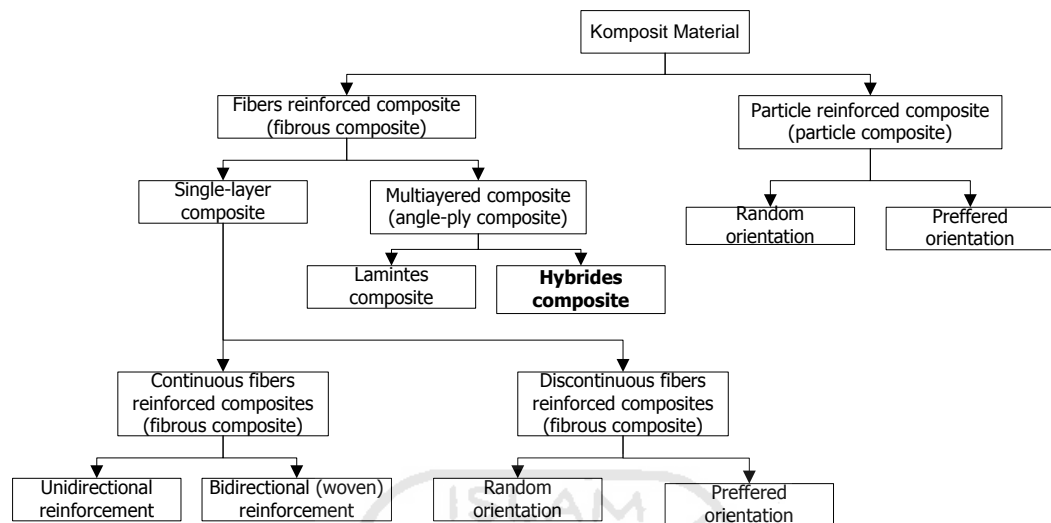 Komposit Material
Fibers reinforced composite
(fibrous composite)
Particle reinforced composite
(particle composite)
Single-layer
composite
Multiayered composite
(angle-ply composite)
Random
orientation
Preffered
orientation
Lamintes
composite
Hybrides
composite
Continuous fibers
reinforced composites
(fibrous composite)
Discontinuous fibers
reinforced composites
(fibrous composite)
Unidirectional
reinforcement
Bidirectional (woven)
reinforcement
Random
orientation
Preffered
orientation
ISLAM